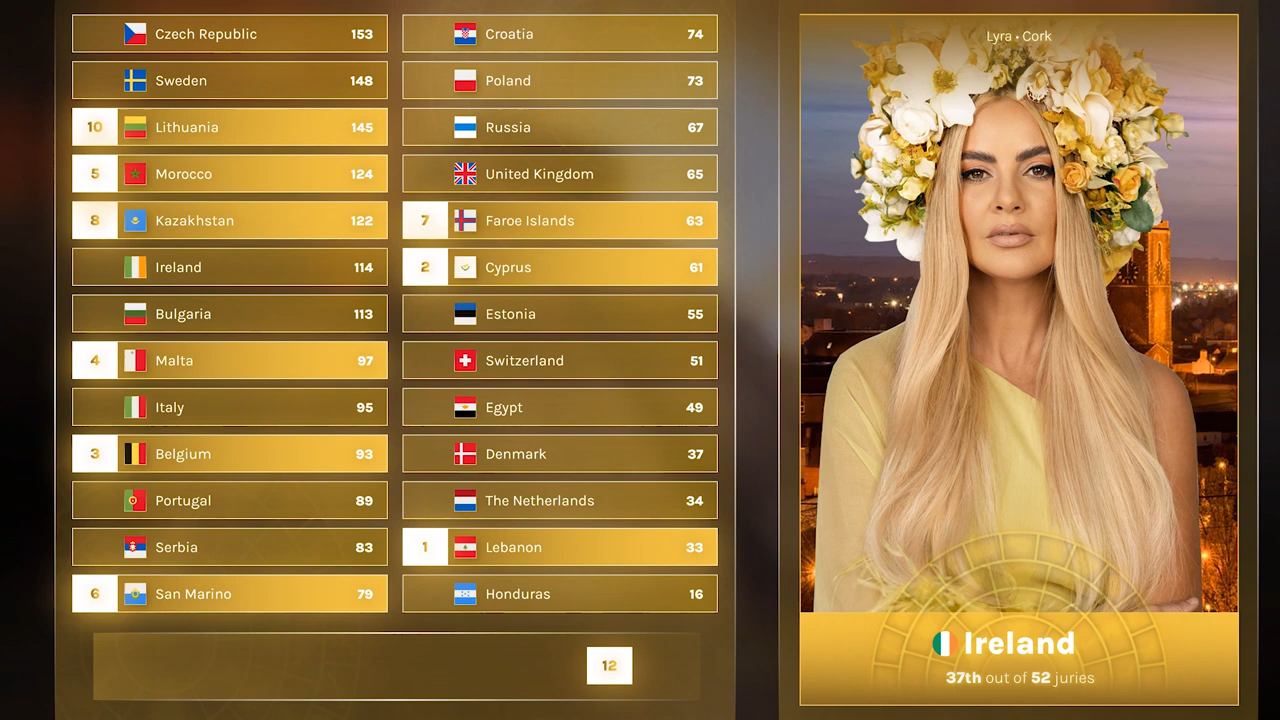 Czech Republic 153
Sweden 148
10 Lithuania 145
5 Morocco 124
8 Kazakhstan 122
Ireland 114
Bulgaria 113
4 Malta 97
Italy 95
3 Belgium 93
Portugal 89
Serbia 83
6 San Marino 79
Croatia 74
Poland 73
Russia 67
United Kingdom 65
7 Faroe Islands 63
2 Cyprus 61
Estonia 55
Switzerland 51
Egypt 49
Denmark 37
The Netherlands 34
1 Lebanon 33
Honduras 16
12
Lyra • Cork
Ireland
37th out of 52 juries